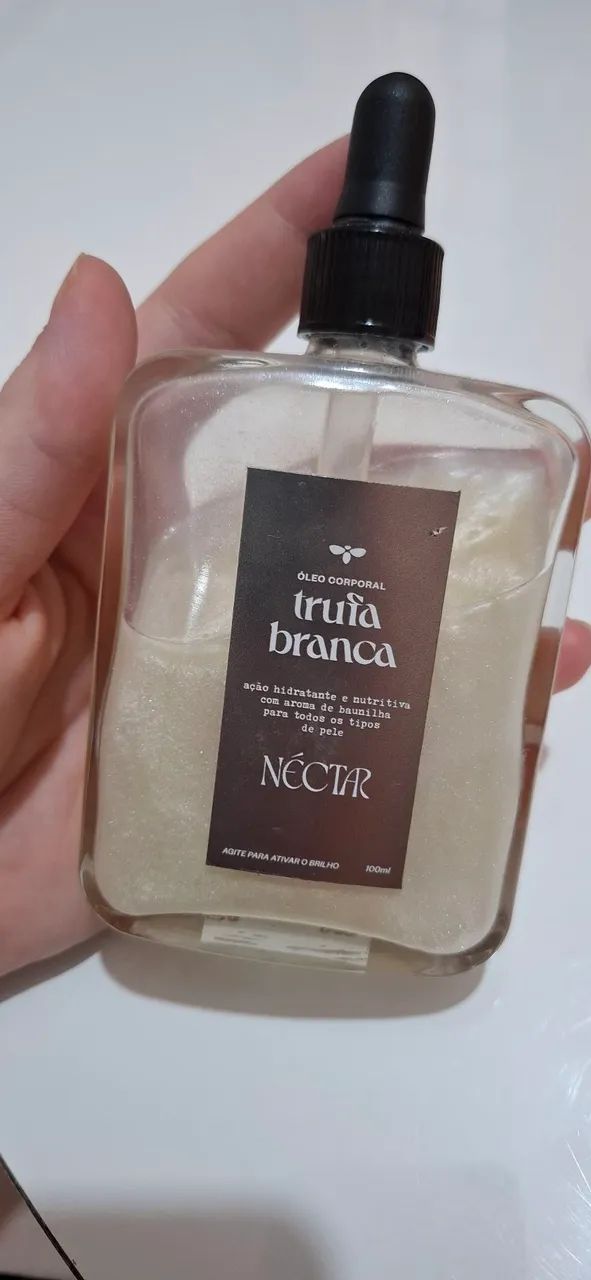 ÓLEO CORPORAL
trufa
branca
ação hidratante e nutritiva
com aroma de baunilha
para todos os tipos
de pele
NÉCTAR
AGITE PARA ATIVAR O BRILHO 100ml